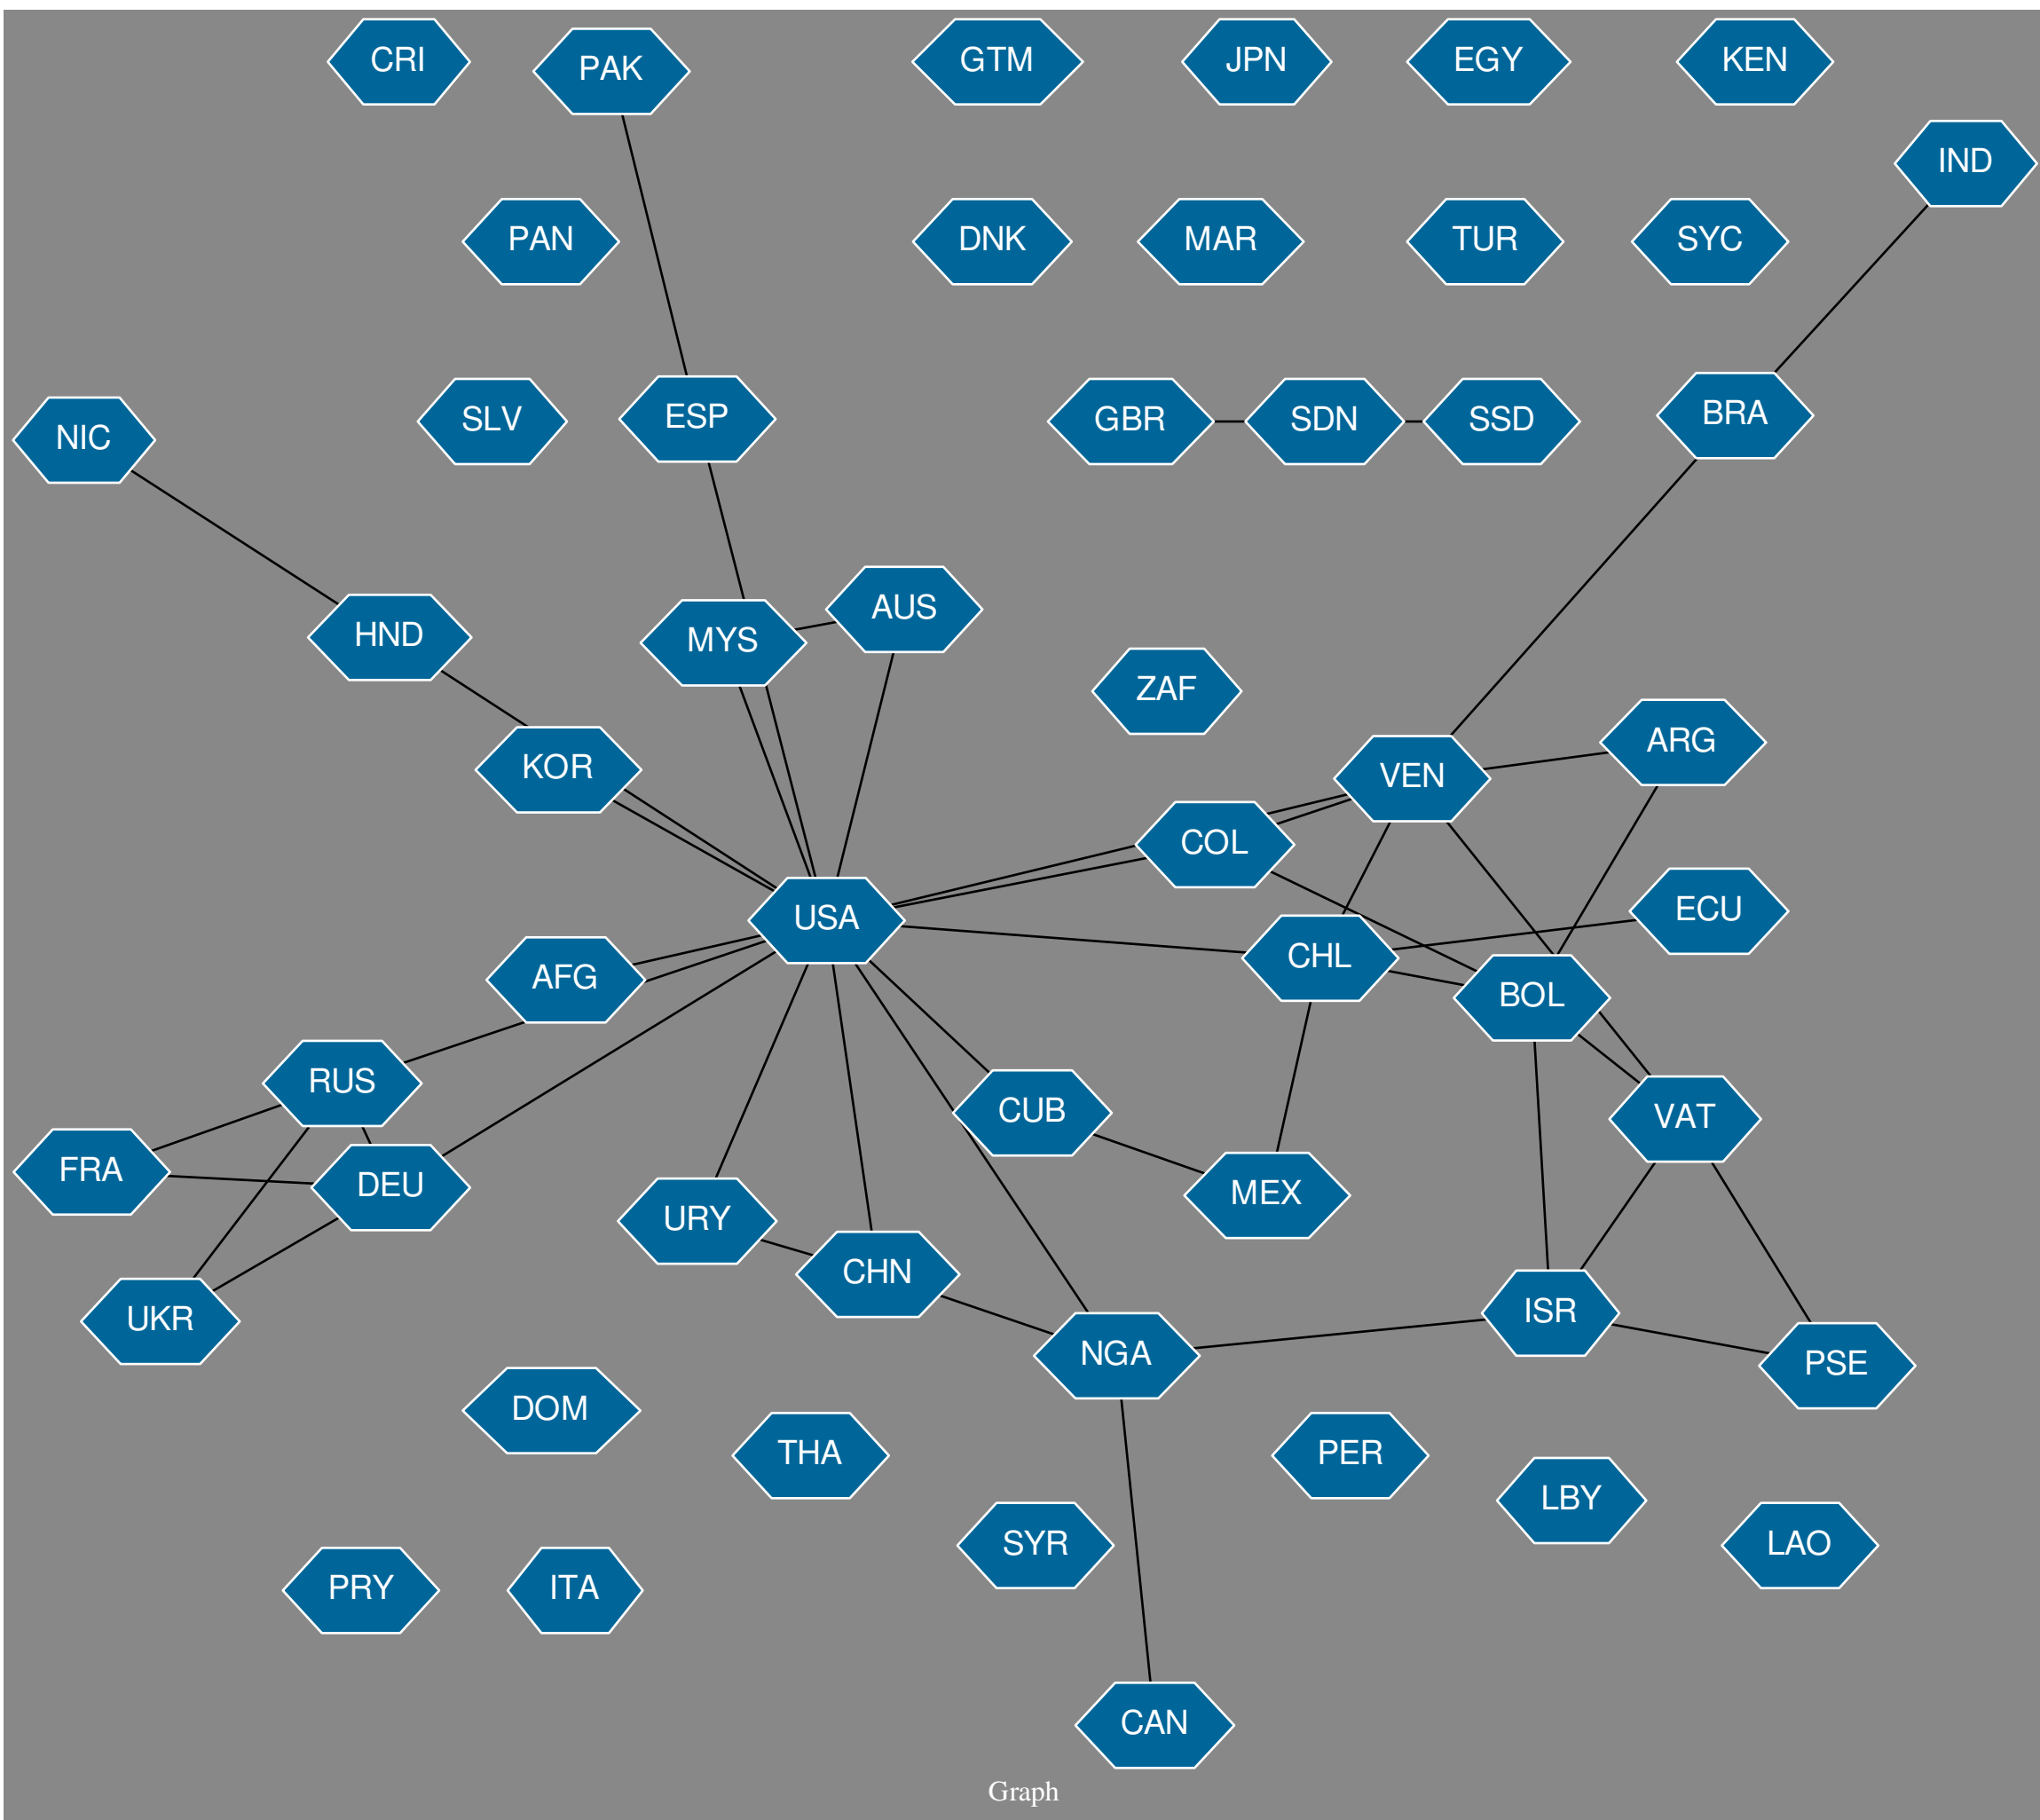 CRI
PAK
GTM
JPN
EGY
KEN
IND
PAN
DNK
MAR
TUR
SYC
NIC
SLV
ESP
GBR
SDN
SSD
BRA
HND
MYS
AUS
ZAF
KOR
VEN
ARG
COL
USA
ECU
AFG
CHL
BOL
RUS
CUB
VAT
FRA
DEU
URY
MEX
UKR
CHN
NGA
ISR
PSE
DOM
THA
PER
LBY
SYR
LAO
PRY
ITA
CAN
Graph